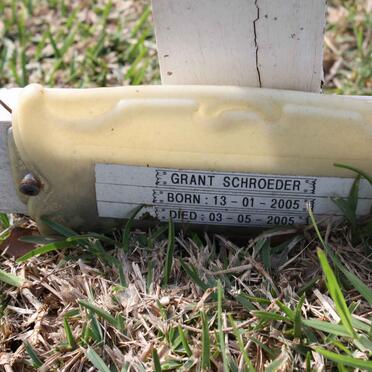 GRANT SCHROEDER
BORN : 13 - 01 - 2005
DIED : 03 - 05 - 2005